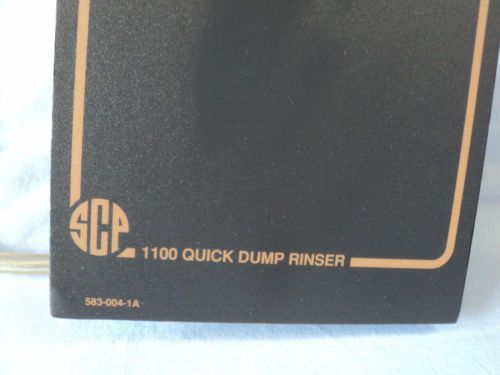 SCP
1100 QUICK DUMP RINSER
583-004-1A